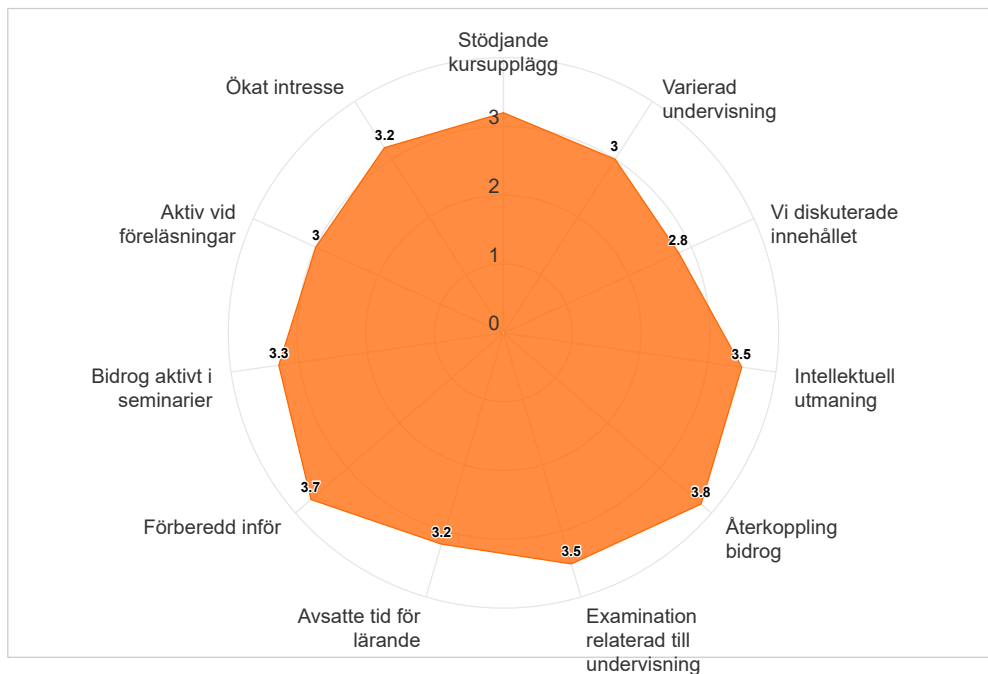 Stödjande
kursupplägg
Ökat intresse
Varierad
undervisning
3
3.2
3
2
Aktiv vid
föreläsningar
Vi diskuterade
innehållet
3
2.8
1
0
3.3
3.5
Bidrog aktivt i
seminarier
Intellektuell
utmaning
3.7
3.8
Förberedd inför
Återkoppling
bidrog
3.2
3.5
Avsatte tid för
lärande
Examination
relaterad till
undervisning